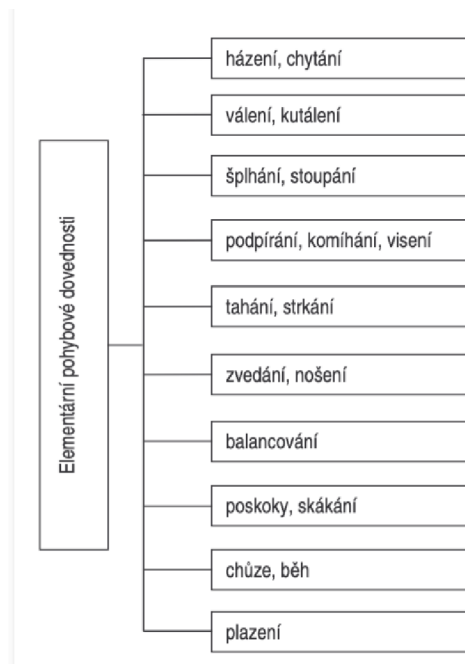 Elementární pohybové dovednosti
házení, chytání
válení, kutálení
šplhání, stoupání
podpírání, komíhání, visení
tahání, strkání
zvedání, nošení
balancování
poskoky, skákání
chůze, běh
plazení